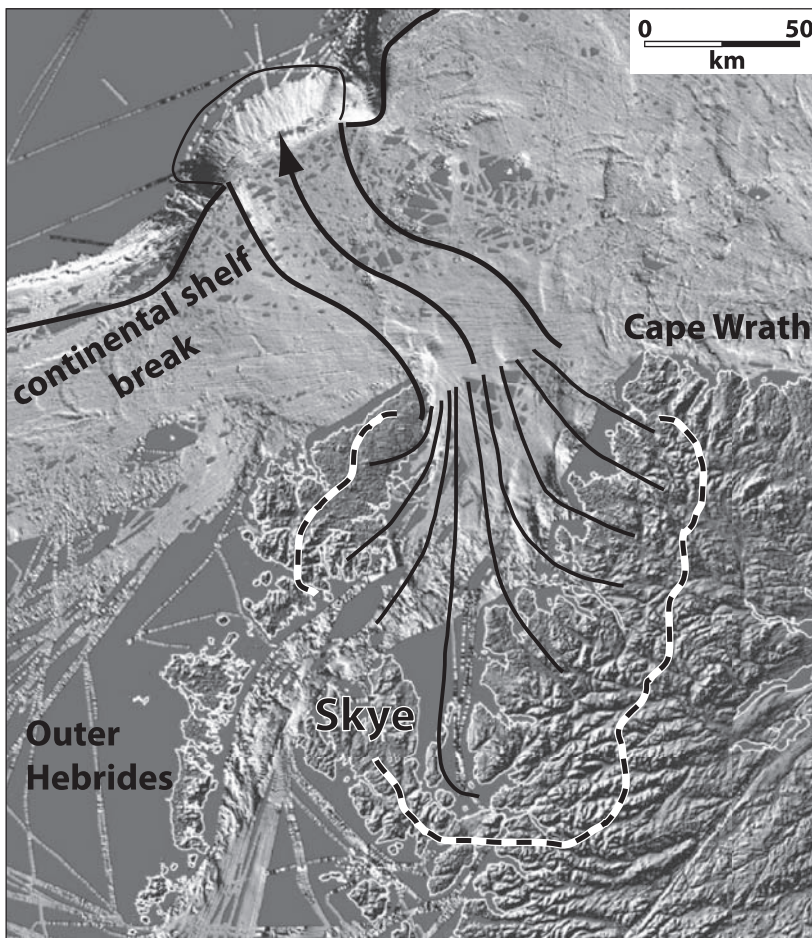 0 50
km
continental shelf
break
Cape Wrath
Skye
Outer
Hebrides